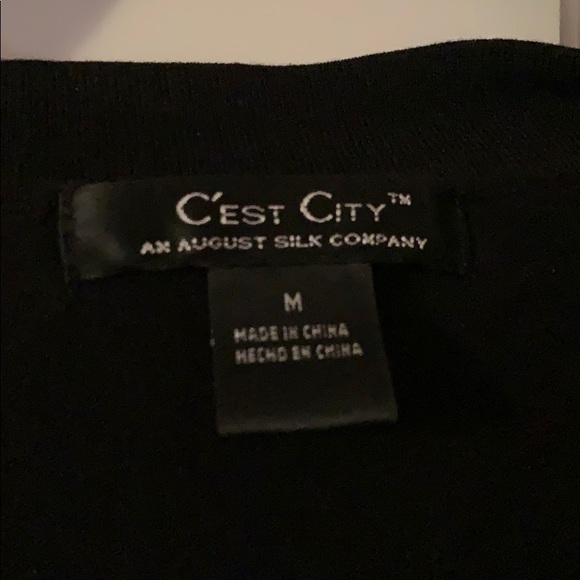 C'EST CITY™
AN AUGUST SILK COMPANY
M
MADE IN CHINA
HECHO EN CHINA